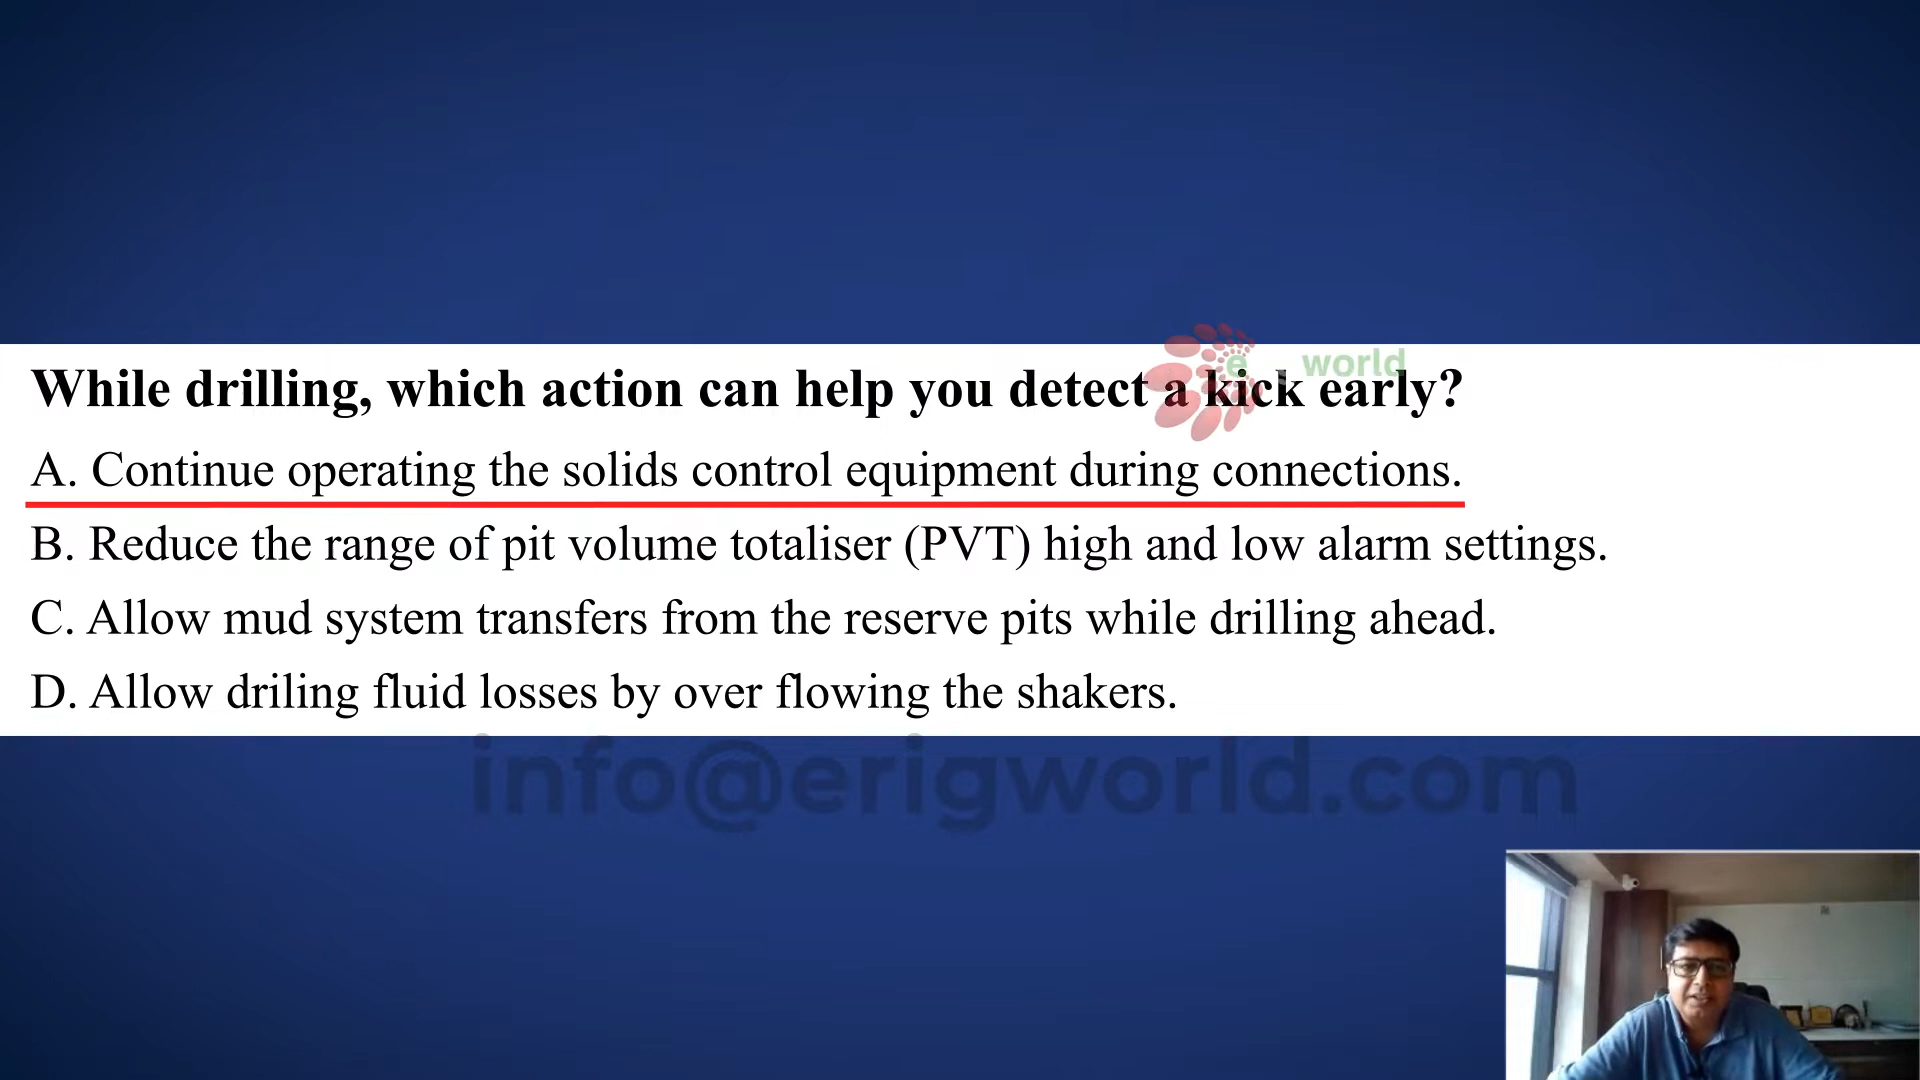 e world
While drilling, which action can help you detect a kick early?
A. Continue operating the solids control equipment during connections.
B. Reduce the range of pit volume totaliser (PVT) high and low alarm settings.
C. Allow mud system transfers from the reserve pits while drilling ahead.
D. Allow driling fluid losses by over flowing the shakers.
info@erigworld.com